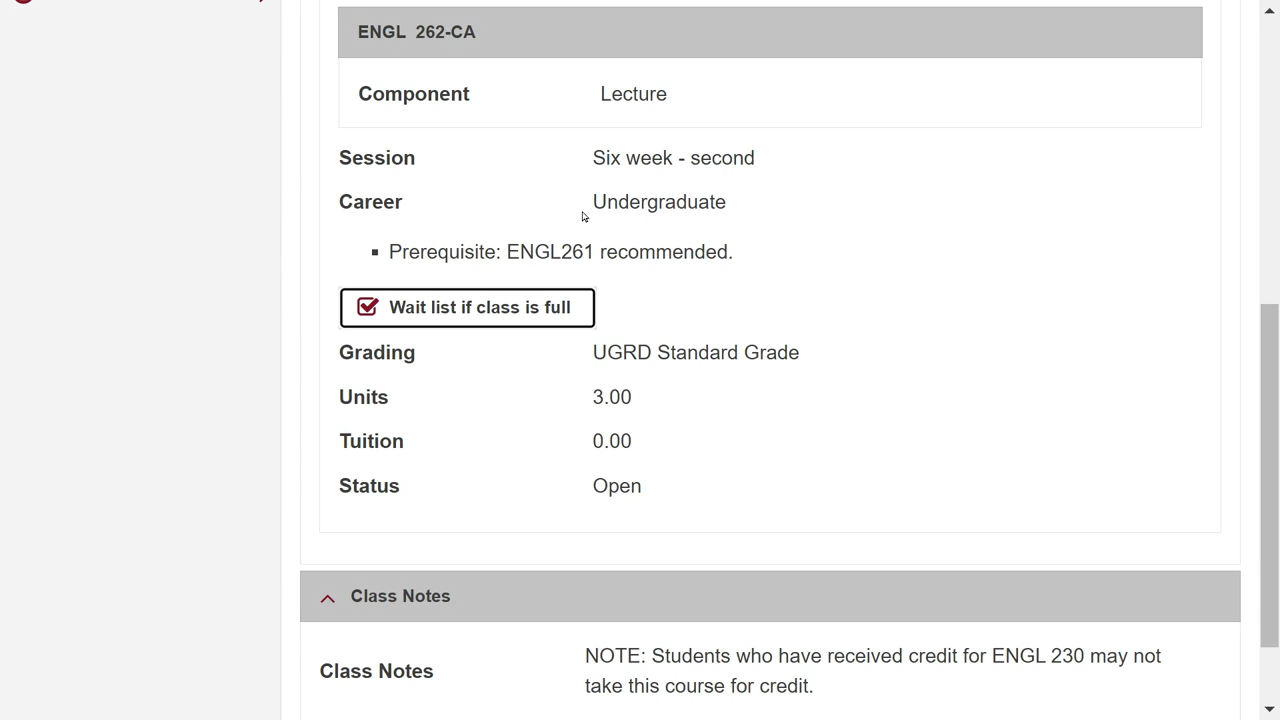 ENGL 262-CA
Component Lecture
Session Six week - second
Career Undergraduate
▪ Prerequisite: ENGL261 recommended.
Wait list if class is full
Grading UGRD Standard Grade
Units 3.00
Tuition 0.00
Status Open
Class Notes
Class Notes NOTE: Students who have received credit for ENGL 230 may not
take this course for credit.